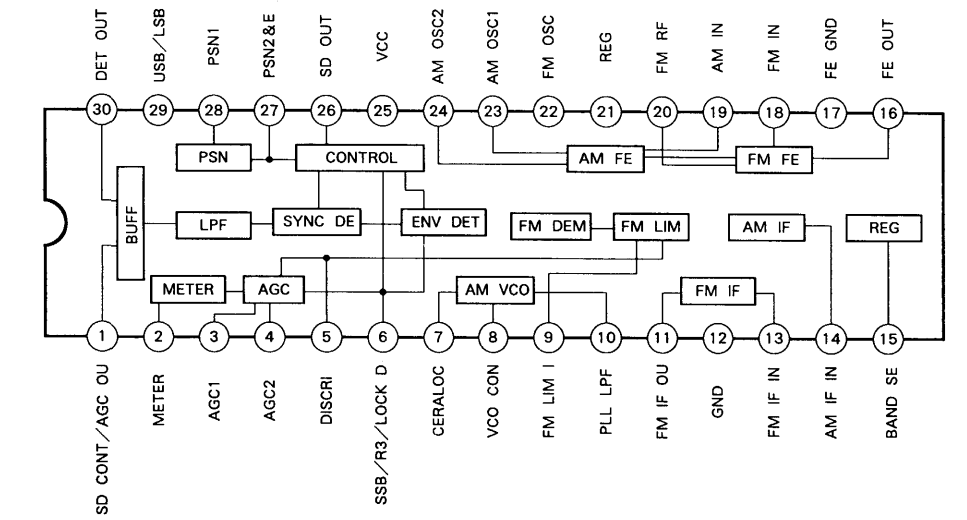 DET OUT
USB/LSB
PSN1
PSN2&E
SD OUT
VCC
AM OSC2
AM OSC1
FM OSC
REG
FM RF
AM IN
FM IN
FE GND
FE OUT
30 29 28 27 26 25 24 23 22 21 20 19 18 17 16
PSN CONTROL AM FE FM FE
BUFF LPF SYNC DE ENV DET FM DEM FM LIM AM IF REG
METER AGC AM VCO FM IF
1 2 3 4 5 6 7 8 9 10 11 12 13 14 15
SD CONT/AGC OU
METER
AGC1
AGC2
DISCRI
SSB/R3/LOCK D
CERALOC
VCO CON
FM LIM I
PLL LPF
FM IF OU
GND
FM IF IN
AM IF IN
BAND SE